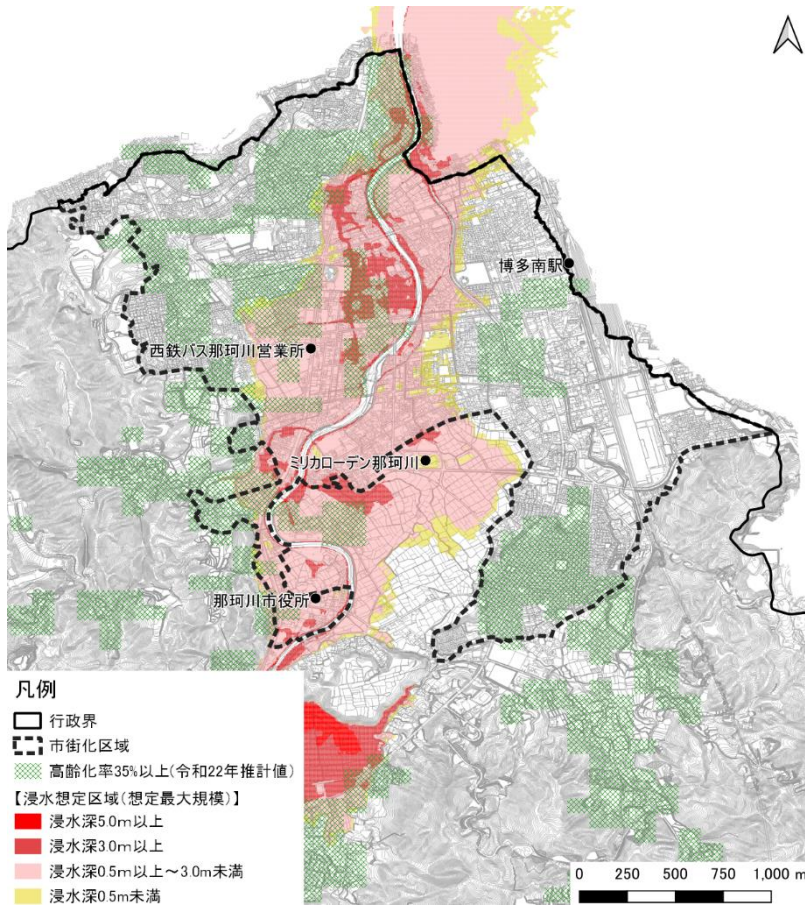 博多南駅
西鉄バス那珂川営業所
ミリカローデン那珂川
那珂川市役所
凡例
行政界
市街化区域
高齢化率35%以上(令和22年推計値)
【浸水想定区域(想定最大規模)】
浸水深5.0m以上
浸水深3.0m以上
浸水深0.5m以上～3.0m未満
浸水深0.5m未満
0 250 500 750 1,000 m